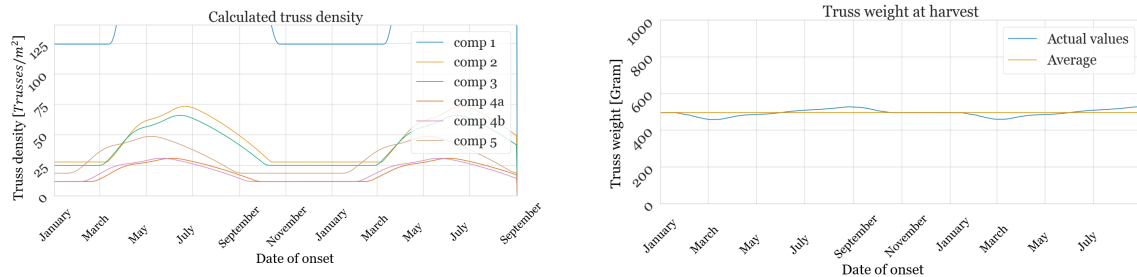 Calculated truss density
Truss density [Trusses/m²]
125
100
75
50
25
0
comp 1
comp 2
comp 3
comp 4a
comp 4b
comp 5
January
March
May
July
September
November
January
March
May
July
September
Date of onset
Truss weight at harvest
Truss weight [Gram]
1000
800
600
400
200
0
Actual values
Average
January
March
May
July
September
November
January
March
May
July
Date of onset